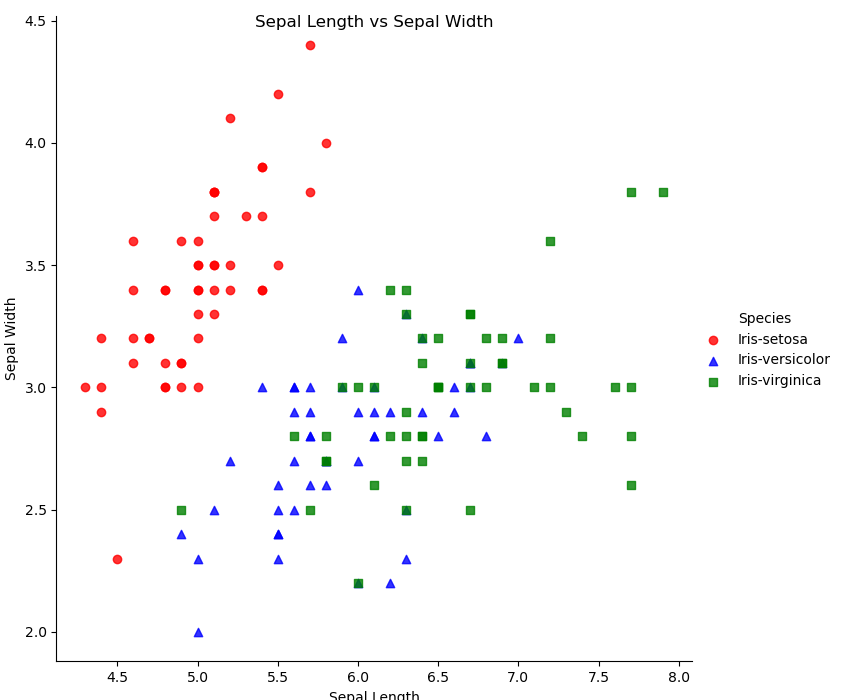 Sepal Length vs Sepal Width
4.5
4.0
3.5
3.0
2.5
2.0
Sepal Width
4.5 5.0 5.5 6.0 6.5 7.0 7.5 8.0
Sepal Length
Species
Iris-setosa
Iris-versicolor
Iris-virginica